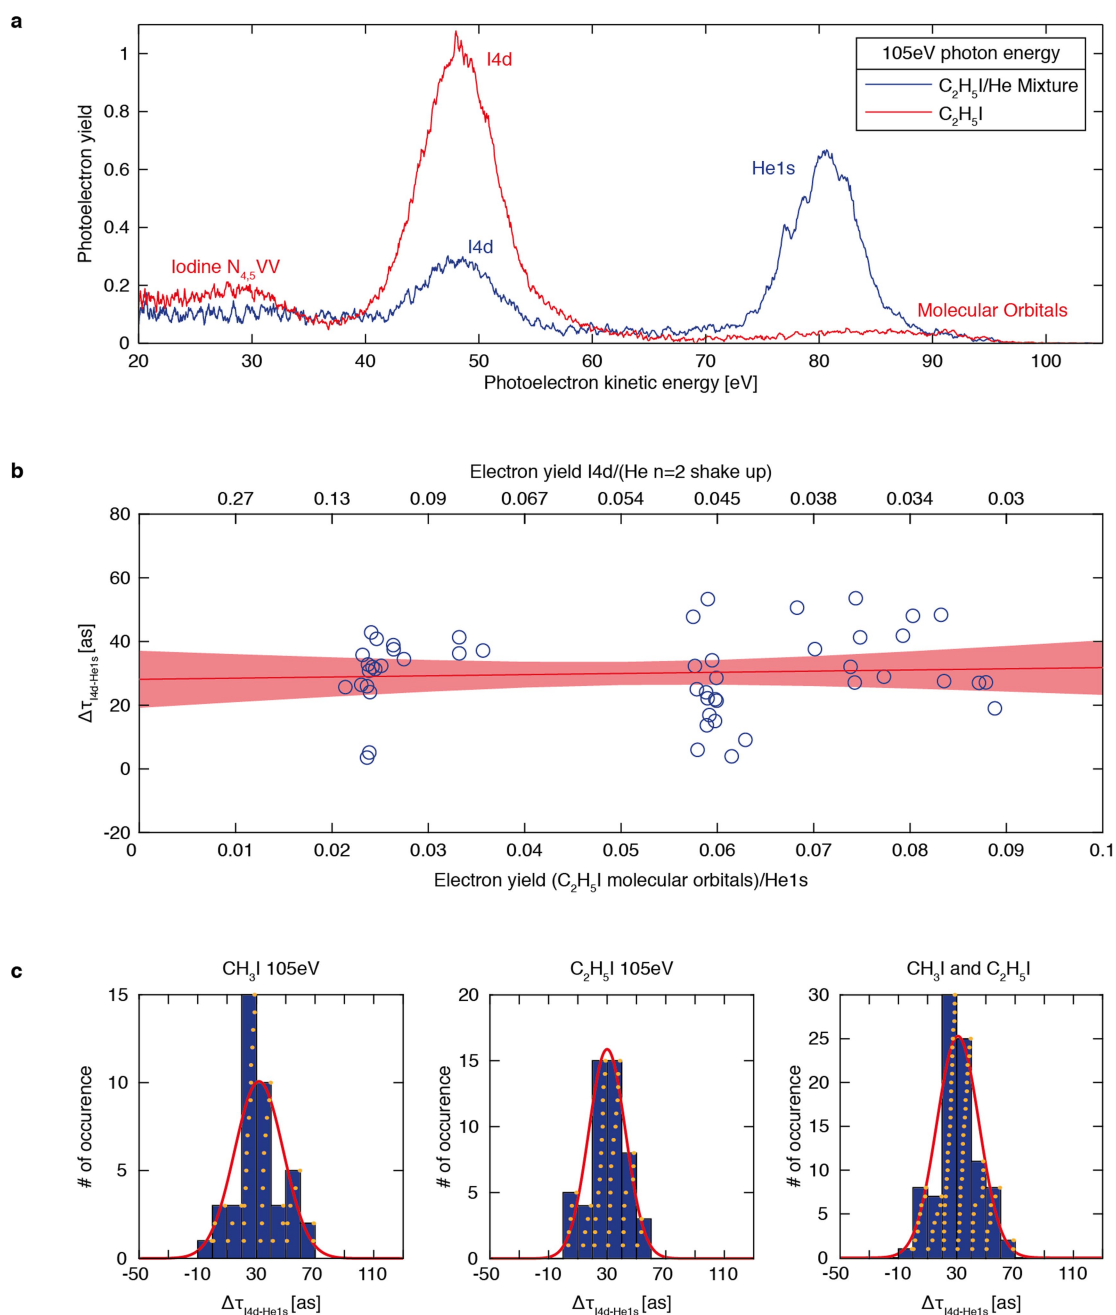 a
105eV photon energy
C2H5I/He Mixture
C2H5I
I4d
He1s
I4d
Iodine N4,5VV
Molecular Orbitals
Photoelectron yield
1
0.8
0.6
0.4
0.2
0
20 30 40 50 60 70 80 90 100
Photoelectron kinetic energy [eV]
b
Electron yield I4d/(He n=2 shake up)
0.27 0.13 0.09 0.067 0.054 0.045 0.038 0.034 0.03
80
60
40
20
0
-20
ΔτI4d-He1s [as]
0 0.01 0.02 0.03 0.04 0.05 0.06 0.07 0.08 0.09 0.1
Electron yield (C2H5I molecular orbitals)/He1s
c
CH3I 105eV
15
10
5
0
# of occurence
-50 -10 30 70 110
ΔτI4d-He1s [as]
C2H5I 105eV
20
15
10
5
0
# of occurence
-50 -10 30 70 110
ΔτI4d-He1s [as]
CH3I and C2H5I
30
25
20
15
10
5
0
# of occurence
-50 -10 30 70 110
ΔτI4d-He1s [as]